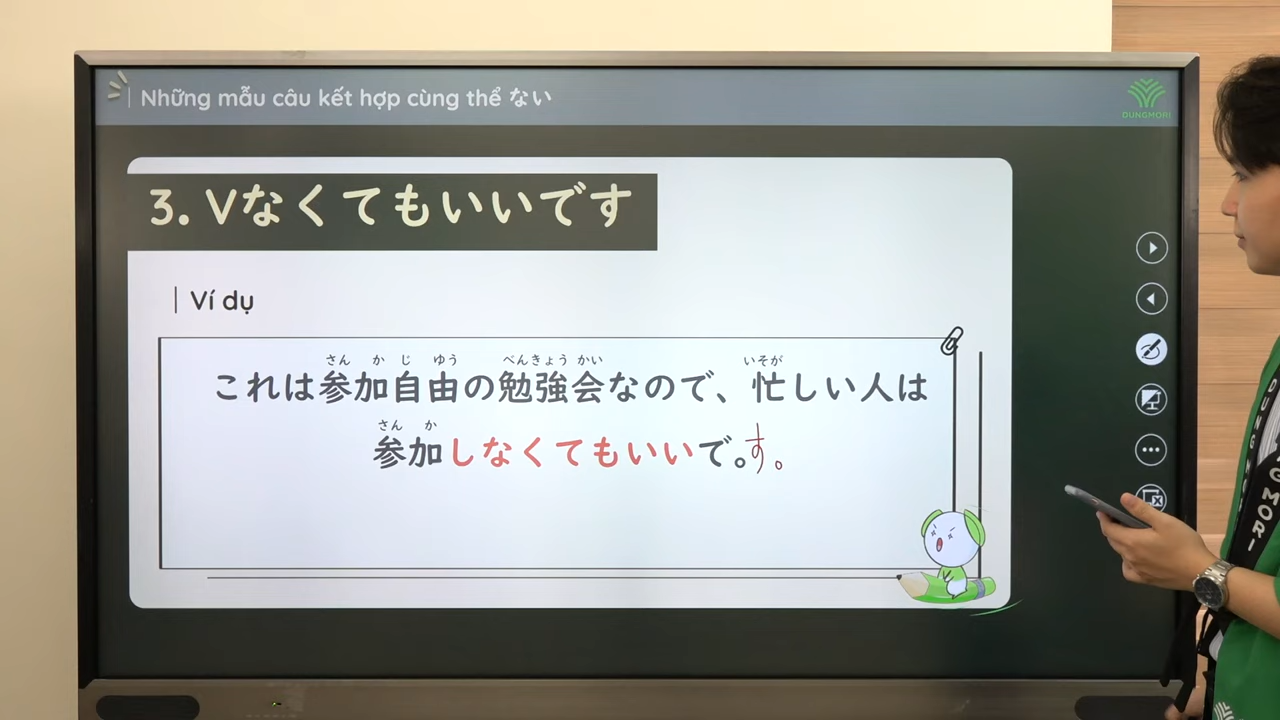 Những mẫu câu kết hợp cùng thể ない
DUNGMORI
3. Vなくてもいいです
Ví dụ
さん か じ ゆう べんきょう かい いそが
これは参加自由の勉強会なので、忙しい人は
さん か
参加しなくてもいいで。す。